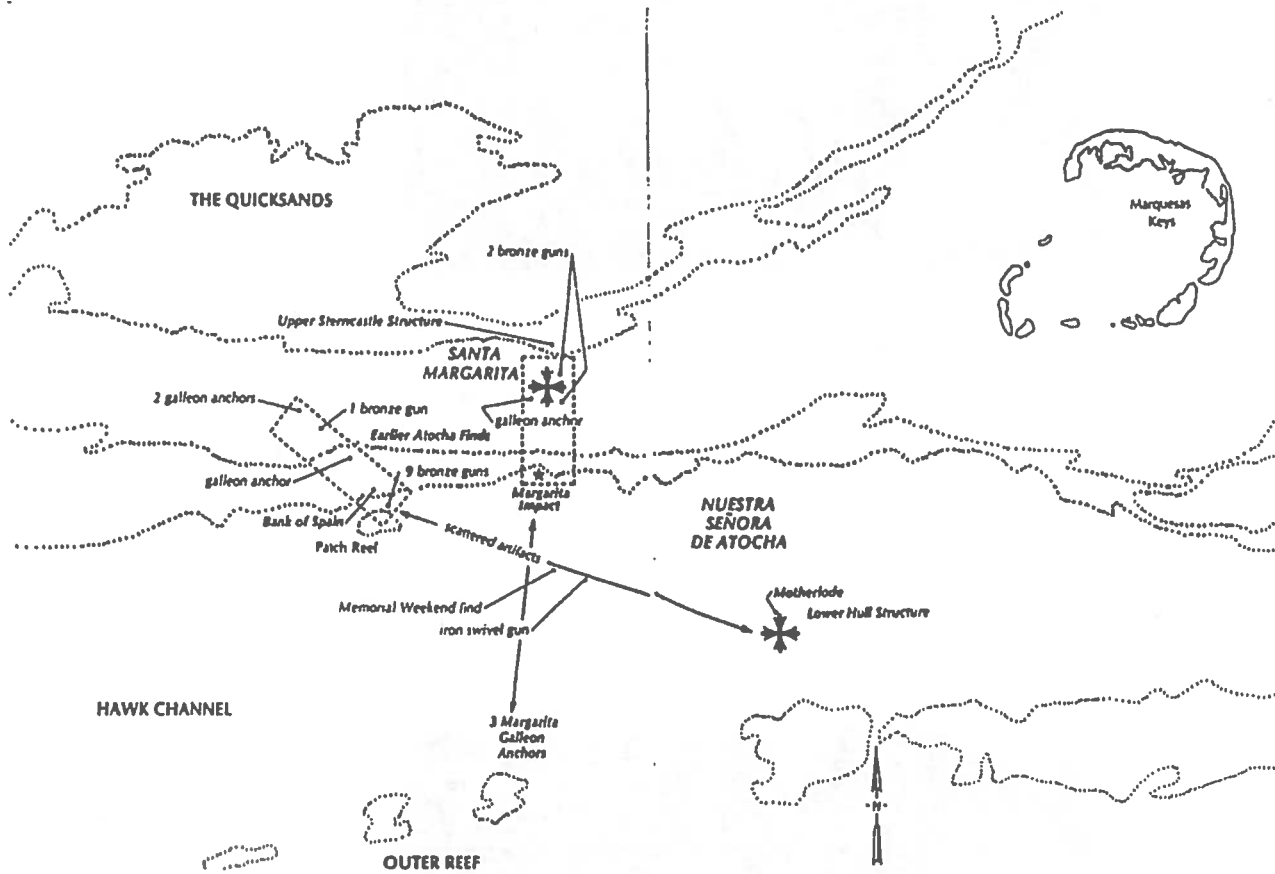 THE QUICKSANDS
Marquesas
Keys
2 bronze guns
Upper Sterncastle Structure
SANTA
MARGARITA
2 galleon anchors
1 bronze gun
galleon anchor
Earlier Atocha Finds
galleon anchor
9 bronze guns
Margarita
Impact
Bank of Spain
Patch Reef
NUESTRA
SEÑORA
DE ATOCHA
scattered artifacts
Motherlode
Lower Hull Structure
Memorial Weekend find
iron swivel gun
HAWK CHANNEL
3 Margarita
Galleon
Anchors
N
OUTER REEF